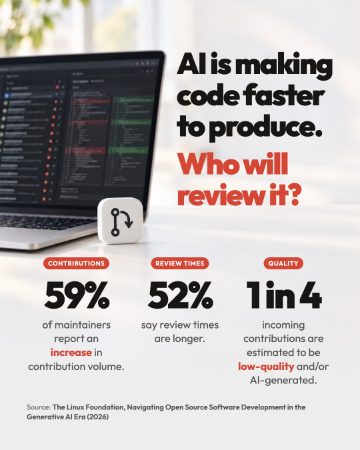 AI is making
code faster
to produce.
Who will
review it?
CONTRIBUTIONS
59%
of maintainers
report an
increase in
contribution volume.
REVIEW TIMES
52%
say review times
are longer.
QUALITY
1 in 4
incoming
contributions are
estimated to be
low-quality and/or
AI-generated.
Source: The Linux Foundation, Navigating Open Source Software Development in the
Generative AI Era (2026)